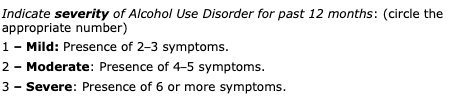 Indicate severity of Alcohol Use Disorder for past 12 months: (circle the
appropriate number)
1 – Mild: Presence of 2–3 symptoms.
2 – Moderate: Presence of 4–5 symptoms.
3 – Severe: Presence of 6 or more symptoms.